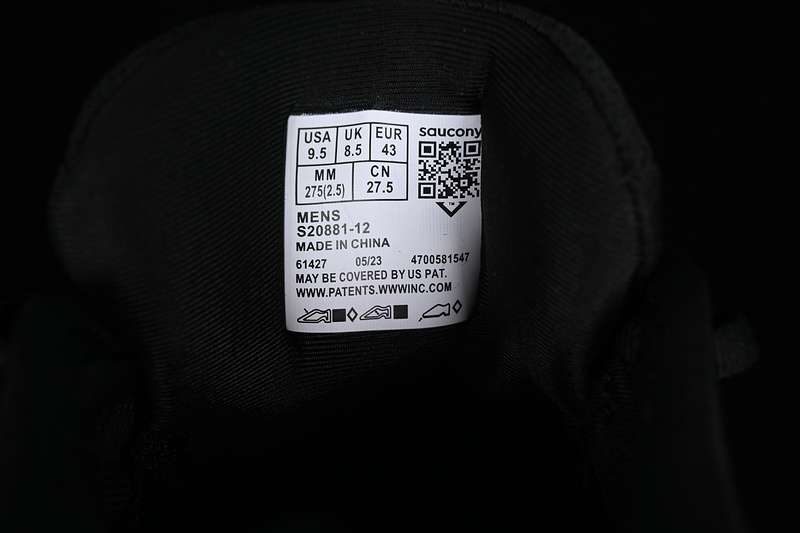 USA UK EUR saucony
9.5 8.5 43
MM CN
275(2.5) 27.5
™
MENS
S20881-12
MADE IN CHINA
61427 05/23 4700581547
MAY BE COVERED BY US PAT.
WWW.PATENTS.WWWINC.COM